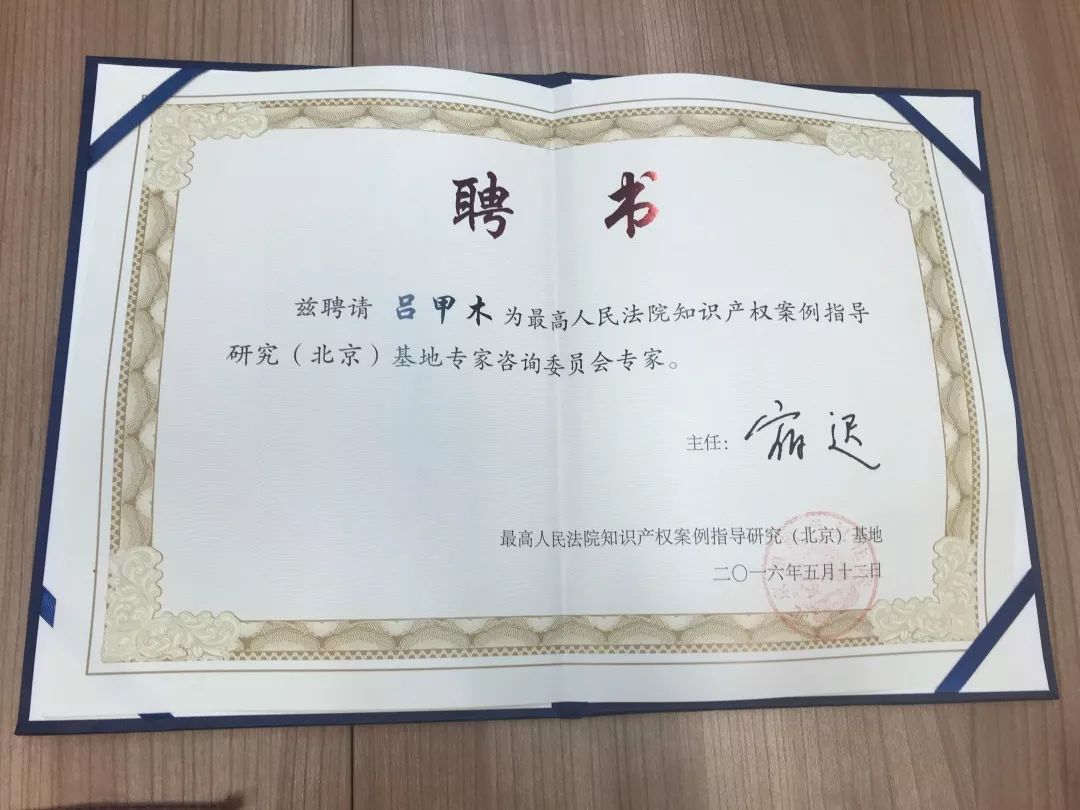 聘 书
兹聘请 吕甲木 为最高人民法院知识产权案例指导
研究(北京)基地专家咨询委员会专家。
主任: 宿迟
最高人民法院知识产权案例指导研究(北京)基地
二〇一六年五月十二日